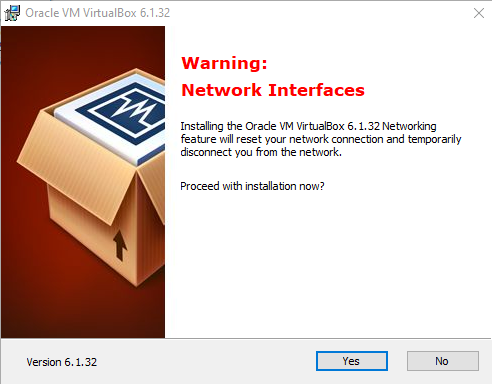 Oracle VM VirtualBox 6.1.32
Warning:
Network Interfaces
Installing the Oracle VM VirtualBox 6.1.32 Networking
feature will reset your network connection and temporarily
disconnect you from the network.
Proceed with installation now?
Version 6.1.32
Yes
No